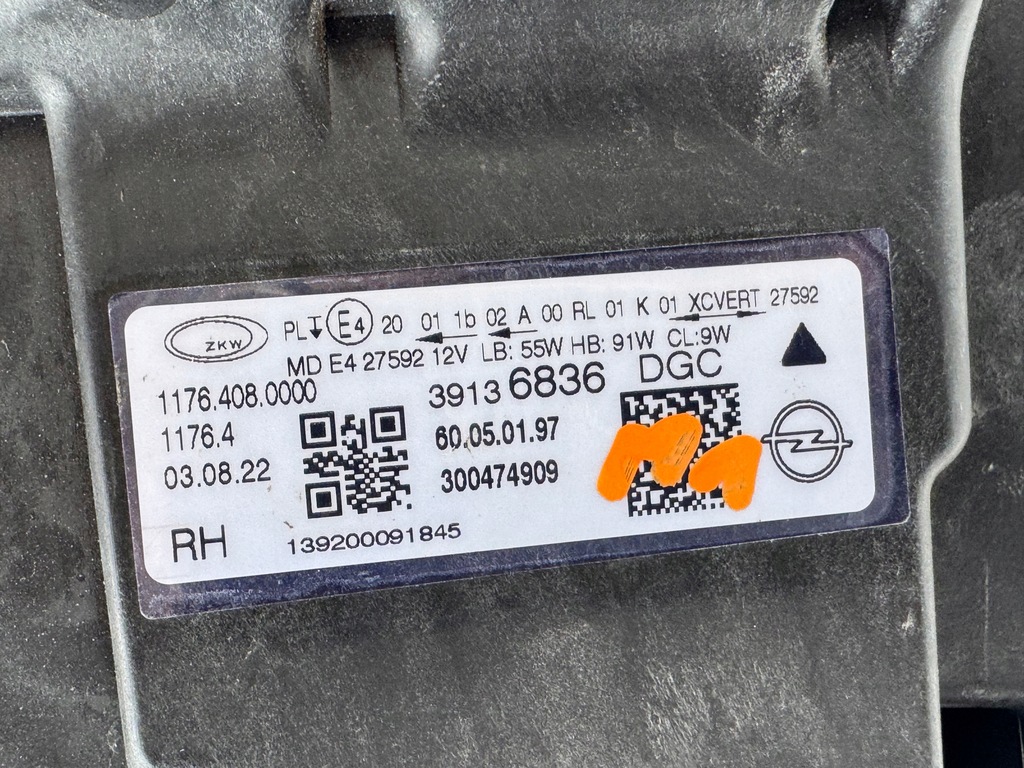 ZKW
PL E4 20 01 1b 02 A 00 RL 01 K 01 XCVERT 27592
MD E4 27592 12V LB: 55W HB: 91W CL:9W
1176.408.0000
39136836
DGC
1176.4
60.05.01.97
03.08.22
300474909
RH
139200091845